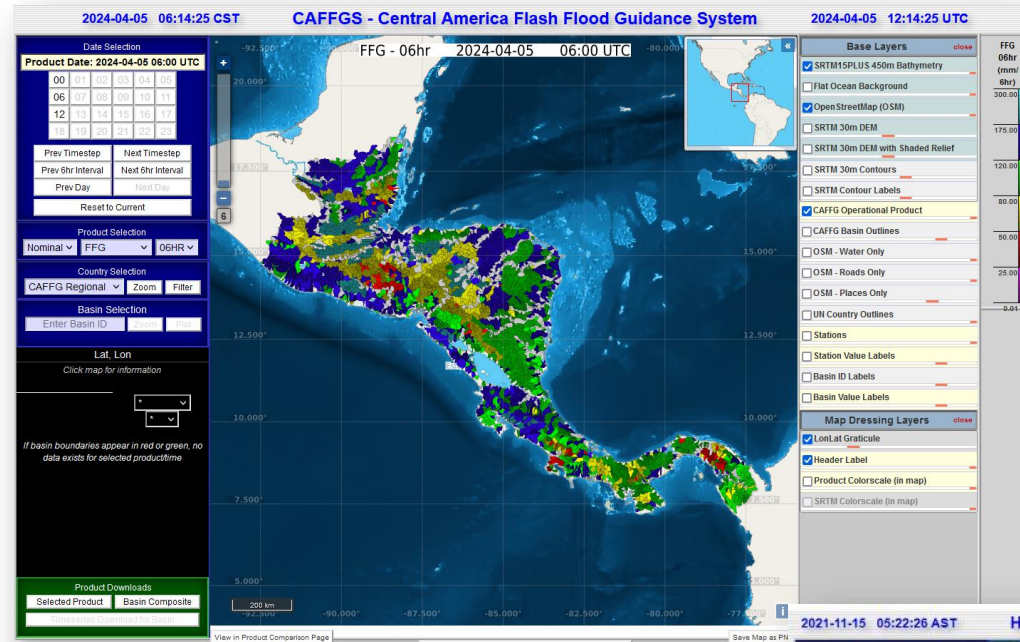 2024-04-05 06:14:25 CST
CAFFGS - Central America Flash Flood Guidance System
2024-04-05 12:14:25 UTC
Date Selection
Product Date: 2024-04-05 06:00 UTC
00 01 02 03 04 05
06 07 08 09 10 11
12 13 14 15 16 17
18 19 20 21 22 23
Prev Timestep Next Timestep
Prev 6hr Interval Next 6hr Interval
Prev Day Next Day
Reset to Current
Product Selection
Nominal FFG 06HR
Country Selection
CAFFG Regional Zoom Filter
Basin Selection
Enter Basin ID Zoom Plot
Lat, Lon
Click map for information
*
*
If basin boundaries appear in red or green, no
data exists for selected product/time
Product Downloads
Selected Product Basin Composite
Timeseries Download for Basin
FFG - 06hr 2024-04-05 06:00 UTC
-92.500° -80.000°
+
20.000°
17.500°
–
6
15.000° 15.000°
12.500° 12.500°
10.000° 10.000°
7.500° 7.500°
5.000° 5.000°
200 km
-92.500° -90.000° -87.500° -85.000° -82.500° -80.000°
«
i
View in Product Comparison Page
Save Map as PN
Base Layers close
SRTM15PLUS 450m Bathymetry
Flat Ocean Background
OpenStreetMap (OSM)
SRTM 30m DEM
SRTM 30m DEM with Shaded Relief
SRTM 30m Contours
SRTM Contour Labels
CAFFG Operational Product
CAFFG Basin Outlines
OSM - Water Only
OSM - Roads Only
OSM - Places Only
UN Country Outlines
Stations
Station Value Labels
Basin ID Labels
Basin Value Labels
Map Dressing Layers close
LonLat Graticule
Header Label
Product Colorscale (in map)
SRTM Colorscale (in map)
FFG
06hr
(mm/
6hr)
300.00
175.00
120.00
80.00
50.00
25.00
0.01
2021-11-15 05:22:26 AST
H